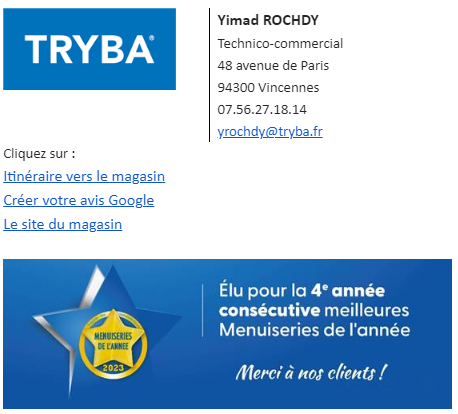 TRYBA®
Yimad ROCHDY
Technico-commercial
48 avenue de Paris
94300 Vincennes
07.56.27.18.14
yrochdy@tryba.fr
Cliquez sur :
Itinéraire vers le magasin
Créer votre avis Google
Le site du magasin
MENUISERIES
DE L'ANNÉE
2023
Élu pour la 4e année
consécutive meilleures
Menuiseries de l'année
Merci à nos clients !